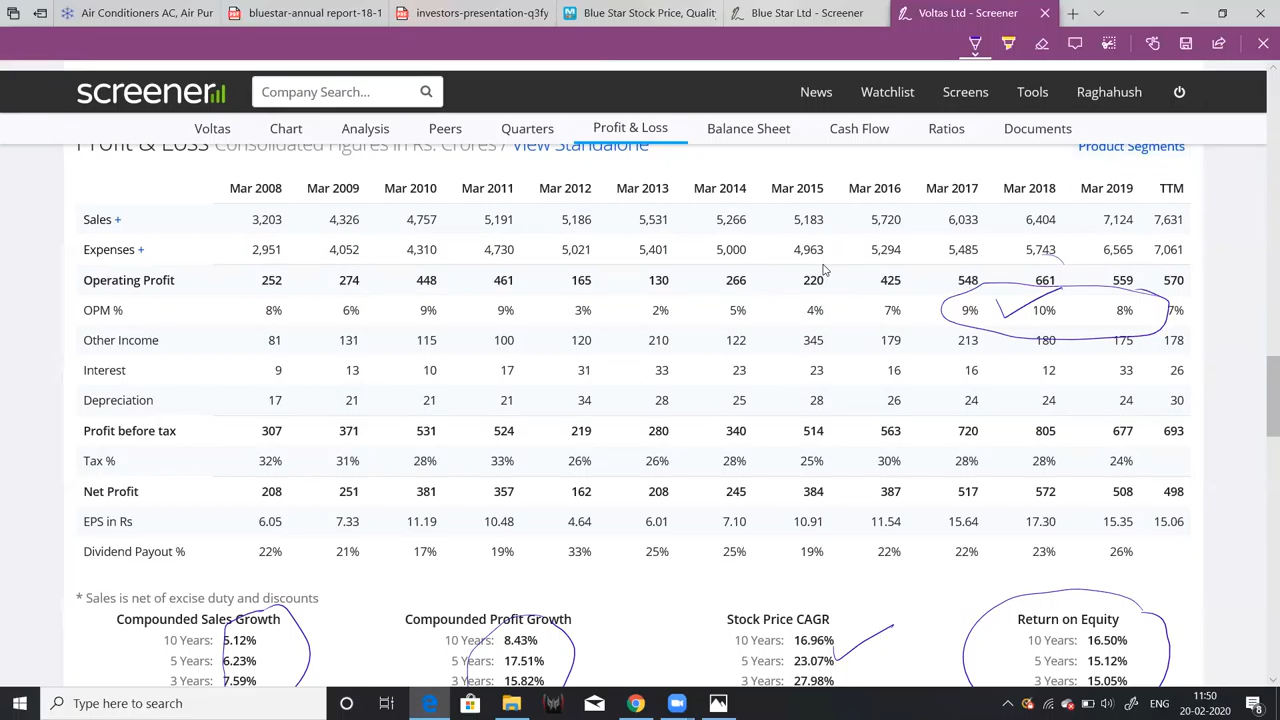 Air Conditioners AC, Air Pur
bluestar-annual report-18-1
investors-presentation-q3fy
Blue Star Stock Price, Quality
Blue Star Ltd - Screener
Voltas Ltd - Screener
screener
Company Search...
News Watchlist Screens Tools Raghahush
Voltas Chart Analysis Peers Quarters Profit & Loss Balance Sheet Cash Flow Ratios Documents
Profit & Loss Consolidated Figures in Rs. Crores / View Standalone Product Segments
Mar 2008 Mar 2009 Mar 2010 Mar 2011 Mar 2012 Mar 2013 Mar 2014 Mar 2015 Mar 2016 Mar 2017 Mar 2018 Mar 2019 TTM
Sales + 3,203 4,326 4,757 5,191 5,186 5,531 5,266 5,183 5,720 6,033 6,404 7,124 7,631
Expenses + 2,951 4,052 4,310 4,730 5,021 5,401 5,000 4,963 5,294 5,485 5,743 6,565 7,061
Operating Profit 252 274 448 461 165 130 266 220 425 548 661 559 570
OPM % 8% 6% 9% 9% 3% 2% 5% 4% 7% 9% 10% 8% 7%
Other Income 81 131 115 100 120 210 122 345 179 213 180 175 178
Interest 9 13 10 17 31 33 23 23 16 16 12 33 26
Depreciation 17 21 21 21 34 28 25 28 26 24 24 24 30
Profit before tax 307 371 531 524 219 280 340 514 563 720 805 677 693
Tax % 32% 31% 28% 33% 26% 26% 28% 25% 30% 28% 28% 24%
Net Profit 208 251 381 357 162 208 245 384 387 517 572 508 498
EPS in Rs 6.05 7.33 11.19 10.48 4.64 6.01 7.10 10.91 11.54 15.64 17.30 15.35 15.06
Dividend Payout % 22% 21% 17% 19% 33% 25% 25% 19% 22% 22% 23% 26%
* Sales is net of excise duty and discounts
Compounded Sales Growth Compounded Profit Growth Stock Price CAGR Return on Equity
10 Years: 5.12% 10 Years: 8.43% 10 Years: 16.96% 10 Years: 16.50%
5 Years: 6.23% 5 Years: 17.51% 5 Years: 23.07% 5 Years: 15.12%
3 Years: 7.59% 3 Years: 15.82% 3 Years: 27.98% 3 Years: 15.05%
Type here to search
ENG
11:50
20-02-2020
8